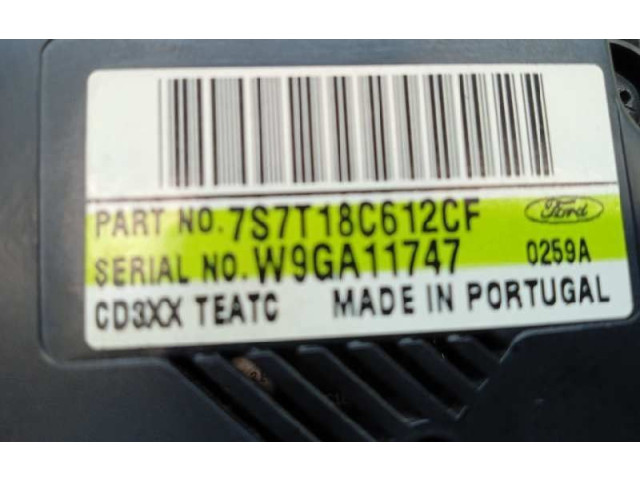 PART NO. 7S7T18C612CF Ford
SERIAL NO. W9GA11747 0259A
CD3XX TEATC MADE IN PORTUGAL